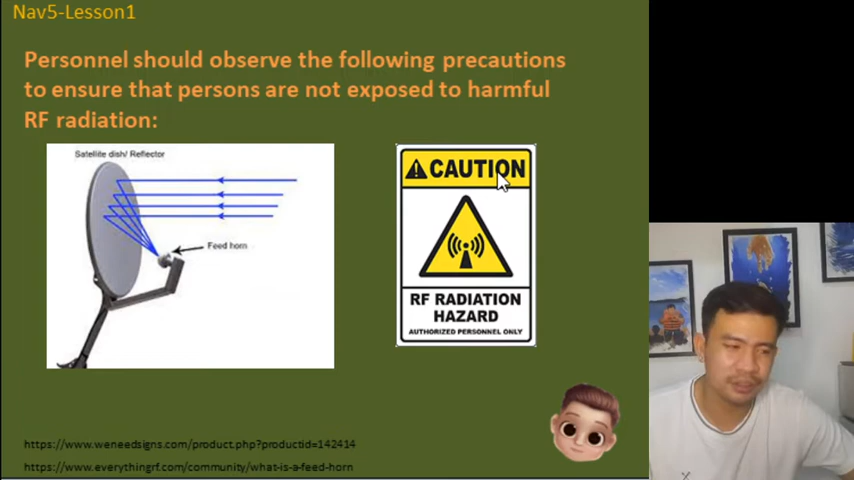 Nav5-Lesson1
Personnel should observe the following precautions
to ensure that persons are not exposed to harmful
RF radiation:
Satellite dish/ Reflector
Feed horn
CAUTION
RF RADIATION
HAZARD
AUTHORIZED PERSONNEL ONLY
https://www.weneedsigns.com/product.php?productid=142414
https://www.everythingrf.com/community/what-is-a-feed-horn